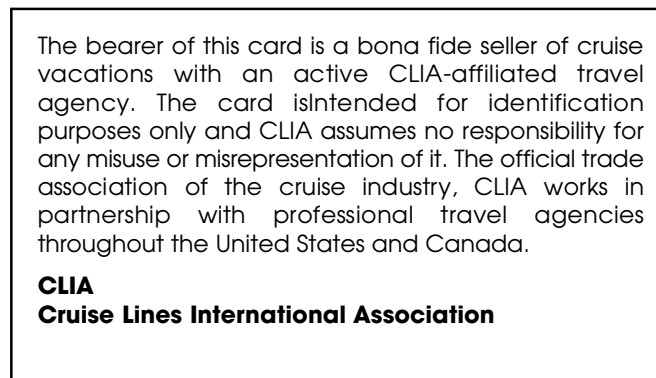 The bearer of this card is a bona fide seller of cruise
vacations with an active CLIA-affiliated travel
agency. The card isIntended for identification
purposes only and CLIA assumes no responsibility for
any misuse or misrepresentation of it. The official trade
association of the cruise industry, CLIA works in
partnership with professional travel agencies
throughout the United States and Canada.
CLIA
Cruise Lines International Association